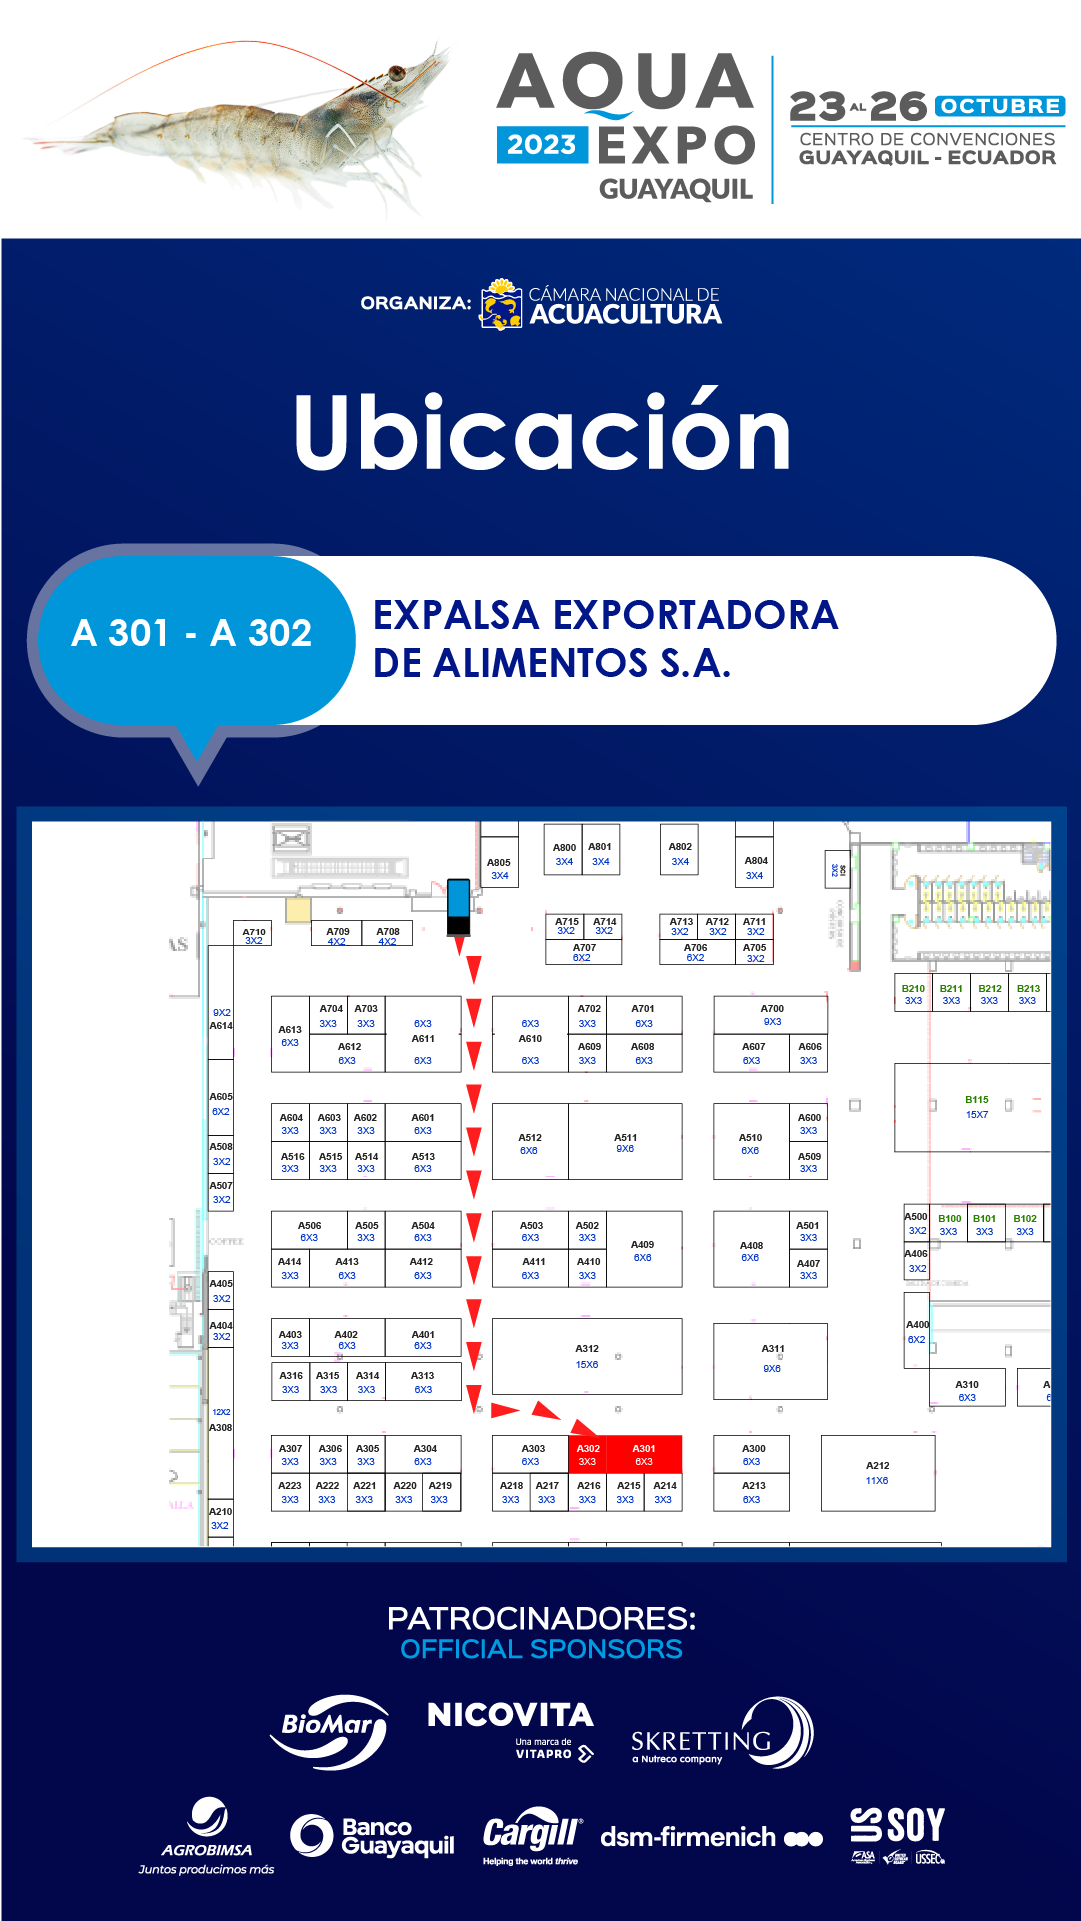 AQUA
2023 EXPO
GUAYAQUIL
23 AL 26 OCTUBRE
CENTRO DE CONVENCIONES
GUAYAQUIL - ECUADOR
ORGANIZA: CÁMARA NACIONAL DE
ACUACULTURA
Ubicación
A 301 - A 302
EXPALSA EXPORTADORA
DE ALIMENTOS S.A.
A800 A801 A802
A805 3X4 3X4 3X4 A804
3X4 3X4
SCI
3X2
A710 A709 A708
3X2 4X2 4X2
A715 A714 A713 A712 A711
3X2 3X2 3X2 3X2 3X2
A707 A706 A705
6X2 6X2 3X2
B210 B211 B212 B213
3X3 3X3 3X3 3X3
9X2
A614
A613
6X3
A704 A703 6X3
3X3 3X3
A612 A611
6X3 6X3
6X3 A702 A701
3X3 6X3
A610 A609 A608
6X3 3X3 6X3
A700
9X3
A607 A606
6X3 3X3
B115
15X7
A605
6X2
A604 A603 A602 A601
3X3 3X3 3X3 6X3
A516 A515 A514 A513
3X3 3X3 3X3 6X3
A512 A511
6X6 9X6
A510 A600
6X6 3X3
A509
3X3
A508
3X2
A507
3X2
A506 A505 A504
6X3 3X3 6X3
A414 A413 A412
3X3 6X3 6X3
A503 A502
6X3 3X3
A411 A410 A409
6X3 3X3 6X6
A408 A501
6X6 3X3
A407
3X3
A500 B100 B101 B102
3X2 3X3 3X3 3X3
A406
3X2
COFFEE
A405
3X2
A404
3X2
A403 A402 A401
3X3 6X3 6X3
A316 A315 A314 A313
3X3 3X3 3X3 6X3
A312
15X6
A311
9X6
A400
6X2
A310
6X3
12X2
A308
A307 A306 A305 A304
3X3 3X3 3X3 6X3
A223 A222 A221 A220 A219
3X3 3X3 3X3 3X3 3X3
A303 A302 A301
6X3 3X3 6X3
A218 A217 A216 A215 A214
3X3 3X3 3X3 3X3 3X3
A300
6X3
A213
6X3
A212
11X6
A210
3X2
PATROCINADORES:
OFFICIAL SPONSORS
BioMar
NICOVITA
Una marca de
VITAPRO
SKRETTING
a Nutreco company
AGROBIMSA
Juntos producimos más
Banco
Guayaquil
Cargill®
Helping the world thrive
dsm-firmenich
US SOY
ASA
USSEC